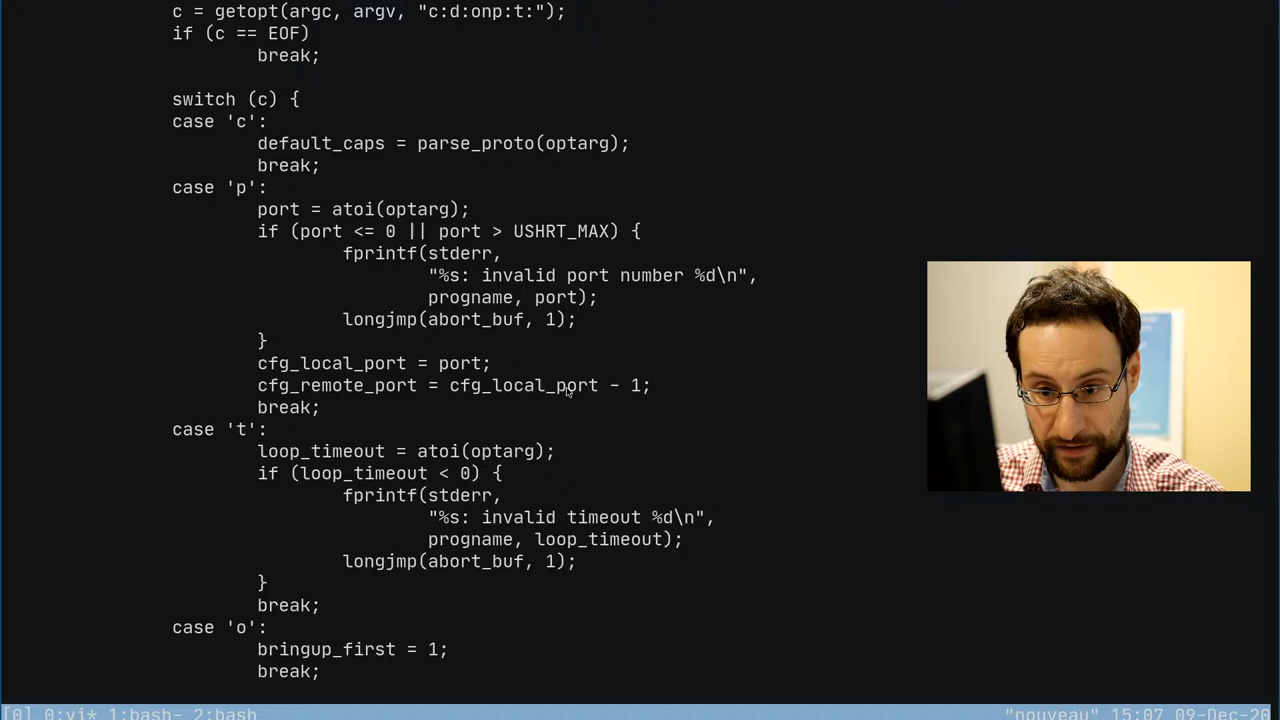 c = getopt(argc, argv, "c:d:onp:t:");
if (c == EOF)
break;
switch (c) {
case 'c':
default_caps = parse_proto(optarg);
break;
case 'p':
port = atoi(optarg);
if (port <= 0 || port > USHRT_MAX) {
fprintf(stderr,
"%s: invalid port number %d\n",
progname, port);
longjmp(abort_buf, 1);
}
cfg_local_port = port;
cfg_remote_port = cfg_local_port - 1;
break;
case 't':
loop_timeout = atoi(optarg);
if (loop_timeout < 0) {
fprintf(stderr,
"%s: invalid timeout %d\n",
progname, loop_timeout);
longjmp(abort_buf, 1);
}
break;
case 'o':
bringup_first = 1;
break;
[0] 0:vi* 1:bash- 2:bash "nouveau" 15:07 09-Dec-20